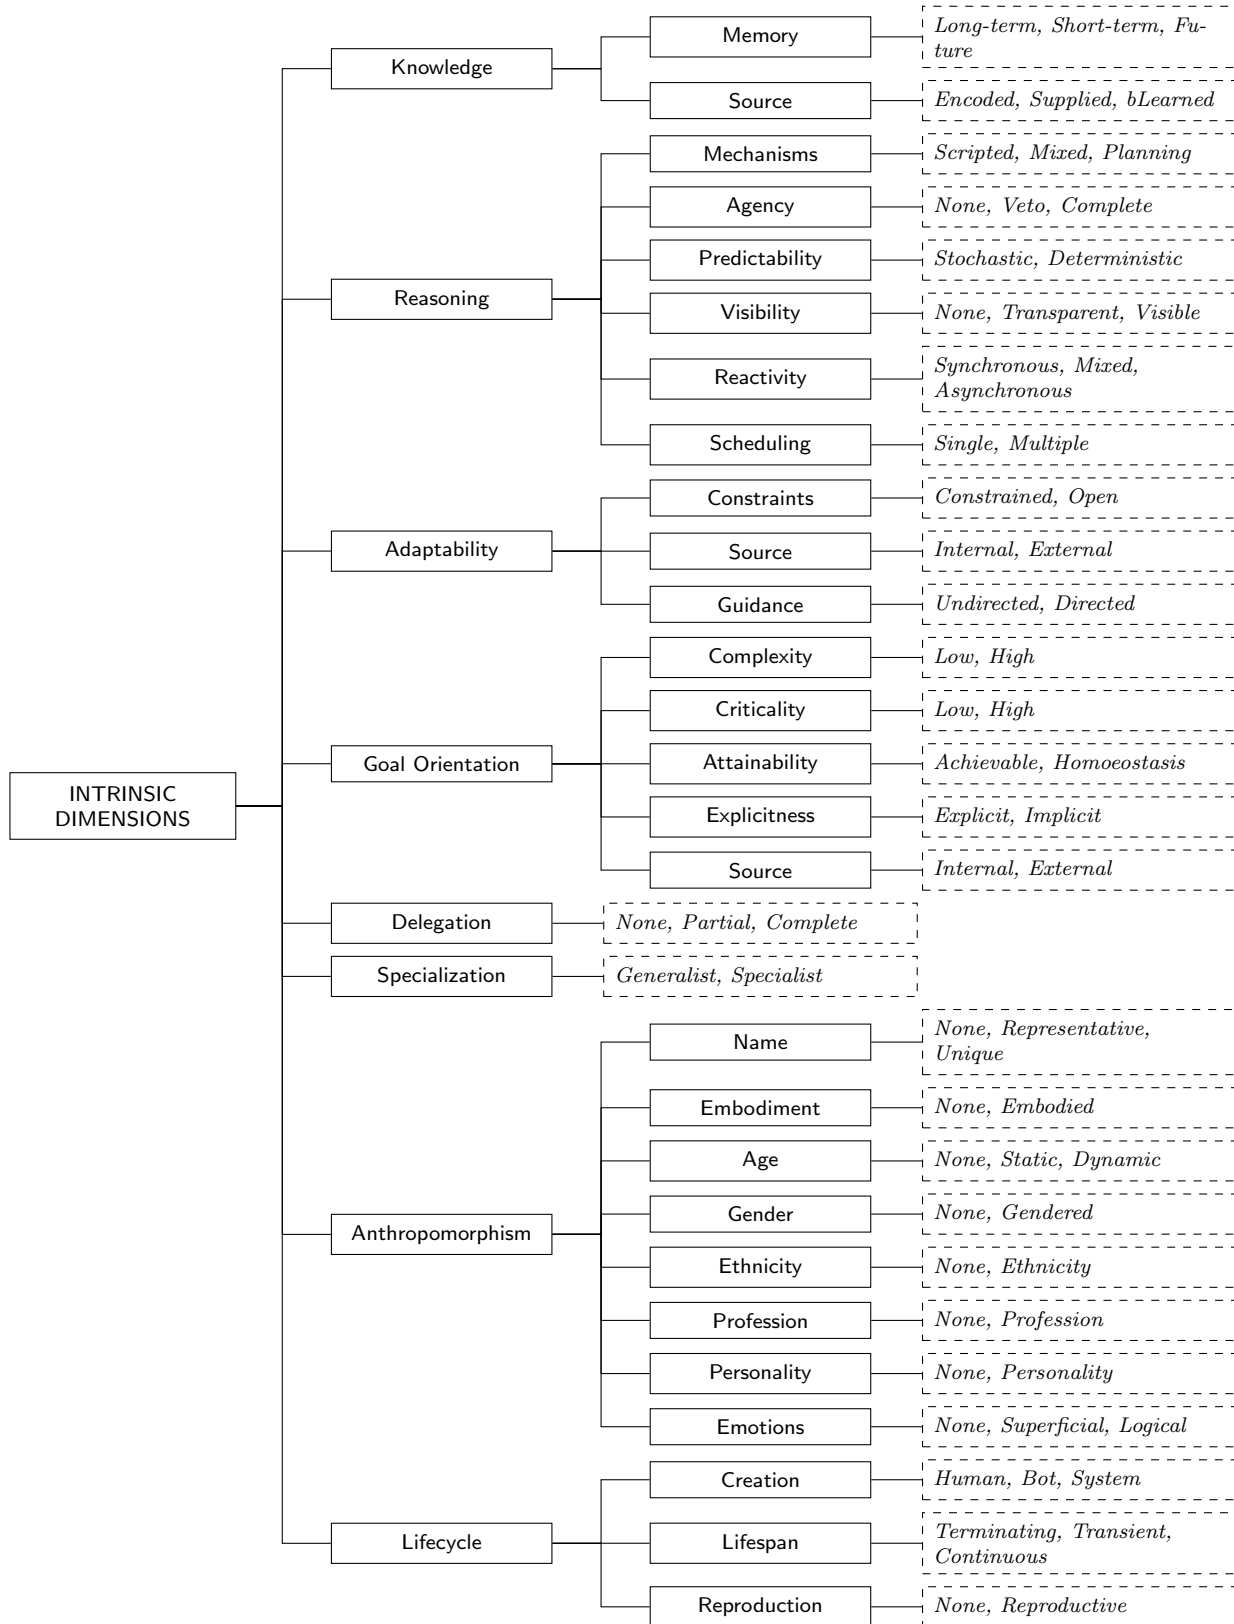 Memory
Long-term, Short-term, Fu-
ture
Knowledge
Source
Encoded, Supplied, bLearned
Mechanisms
Scripted, Mixed, Planning
Agency
None, Veto, Complete
Predictability
Stochastic, Deterministic
Reasoning
Visibility
None, Transparent, Visible
Reactivity
Synchronous, Mixed,
Asynchronous
Scheduling
Single, Multiple
Constraints
Constrained, Open
Adaptability
Source
Internal, External
Guidance
Undirected, Directed
Complexity
Low, High
Criticality
Low, High
Goal Orientation
Attainability
Achievable, Homoeostasis
INTRINSIC
DIMENSIONS
Explicitness
Explicit, Implicit
Source
Internal, External
Delegation
None, Partial, Complete
Specialization
Generalist, Specialist
Name
None, Representative,
Unique
Embodiment
None, Embodied
Age
None, Static, Dynamic
Gender
None, Gendered
Anthropomorphism
Ethnicity
None, Ethnicity
Profession
None, Profession
Personality
None, Personality
Emotions
None, Superficial, Logical
Creation
Human, Bot, System
Lifecycle
Lifespan
Terminating, Transient,
Continuous
Reproduction
None, Reproductive